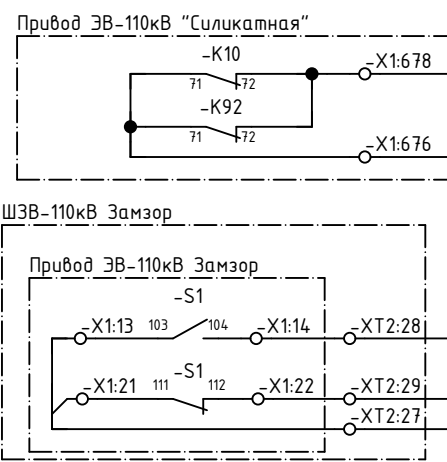 Привод ЭВ-110кВ "Силикатная"
-K10
71 72
-X1:678
-K92
71 72
-X1:676
ШЗВ-110кВ Замзор
Привод ЭВ-110кВ Замзор
-S1
-X1:13 103 104 -X1:14 -XT2:28
-S1
-X1:21 111 112 -X1:22 -XT2:29
-XT2:27